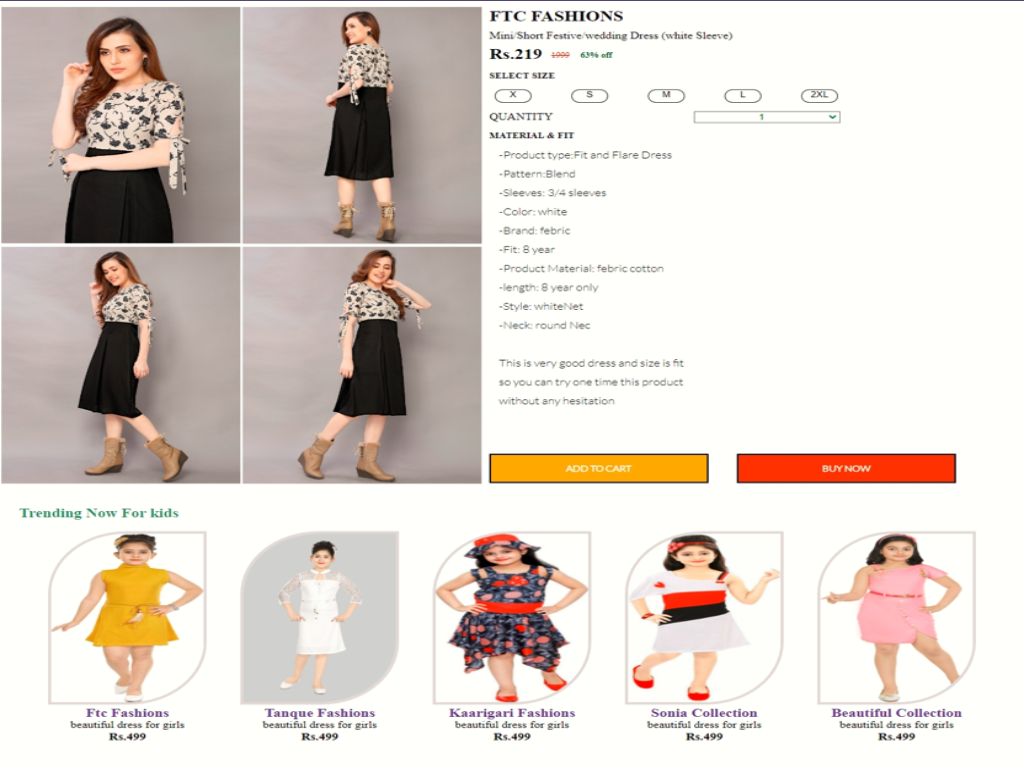 FTC FASHIONS
Mini/Short Festive/wedding Dress (white Sleeve)
Rs.219 1999 63% off
SELECT SIZE
X S M L 2XL
QUANTITY 1
MATERIAL & FIT
-Product type:Fit and Flare Dress
-Pattern:Blend
-Sleeves: 3/4 sleeves
-Color: white
-Brand: febric
-Fit: 8 year
-Product Material: febric cotton
-length: 8 year only
-Style: whiteNet
-Neck: round Nec
This is very good dress and size is fit
so you can try one time this product
without any hesitation
ADD TO CART BUY NOW
Trending Now For kids
Ftc Fashions Tanque Fashions Kaarigari Fashions Sonia Collection Beautiful Collection
beautiful dress for girls beautiful dress for girls beautiful dress for girls beautiful dress for girls beautiful dress for girls
Rs.499 Rs.499 Rs.499 Rs.499 Rs.499